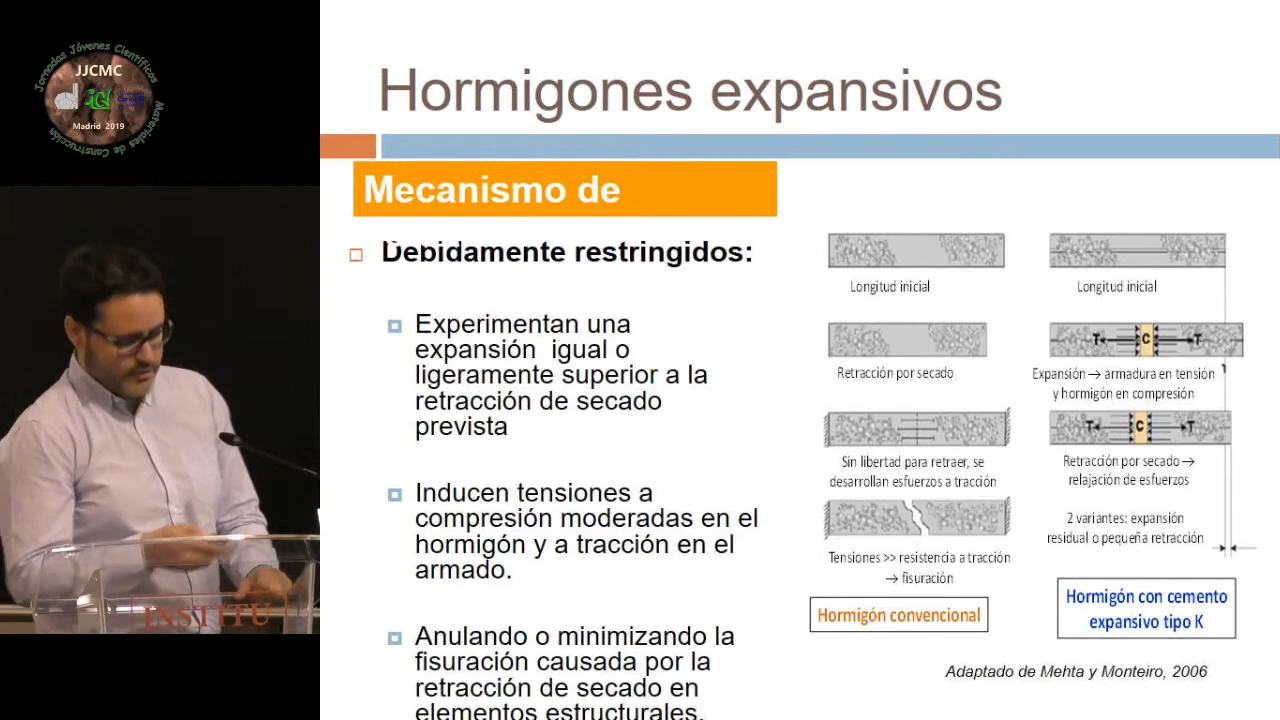 Jornadas Jóvenes Científicos
JJCMC
Madrid 2019
Materiales de Construcción
INSTITU
Hormigones expansivos
Mecanismo de
Debidamente restringidos:
Experimentan una
expansión igual o
ligeramente superior a la
retracción de secado
prevista
Inducen tensiones a
compresión moderadas en el
hormigón y a tracción en el
armado.
Anulando o minimizando la
fisuración causada por la
retracción de secado en
elementos estructurales.
Longitud inicial
Retracción por secado
Sin libertad para retraer, se
desarrollan esfuerzos a tracción
Tensiones >> resistencia a tracción
→ fisuración
Hormigón convencional
Longitud inicial
T C T
Expansión → armadura en tensión
y hormigón en compresión
T C T
Retracción por secado →
relajación de esfuerzos
2 variantes: expansión
residual o pequeña retracción
Hormigón con cemento
expansivo tipo K
Adaptado de Mehta y Monteiro, 2006